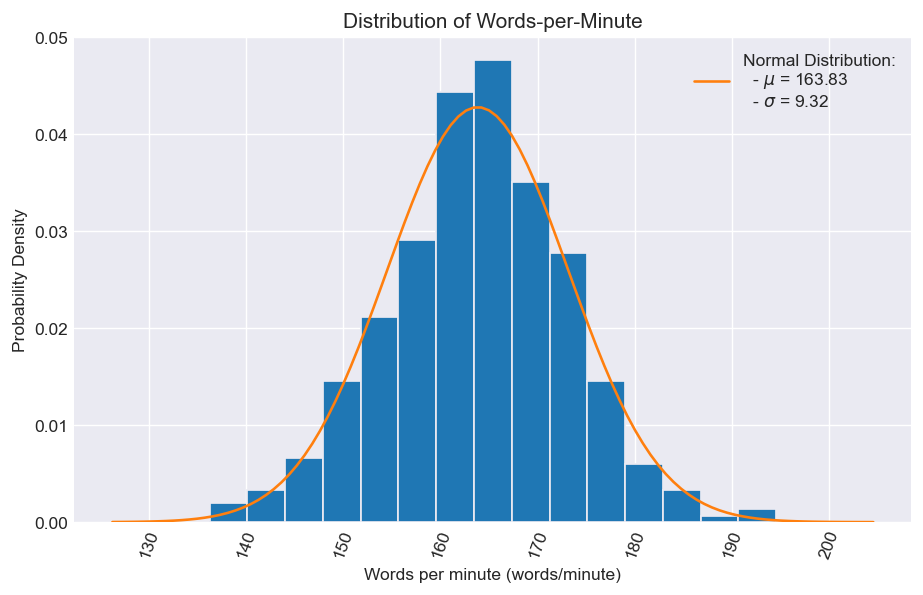 Distribution of Words-per-Minute
Normal Distribution:
- μ = 163.83
- σ = 9.32
0.05
0.04
0.03
0.02
0.01
0.00
Probability Density
130
140
150
160
170
180
190
200
Words per minute (words/minute)